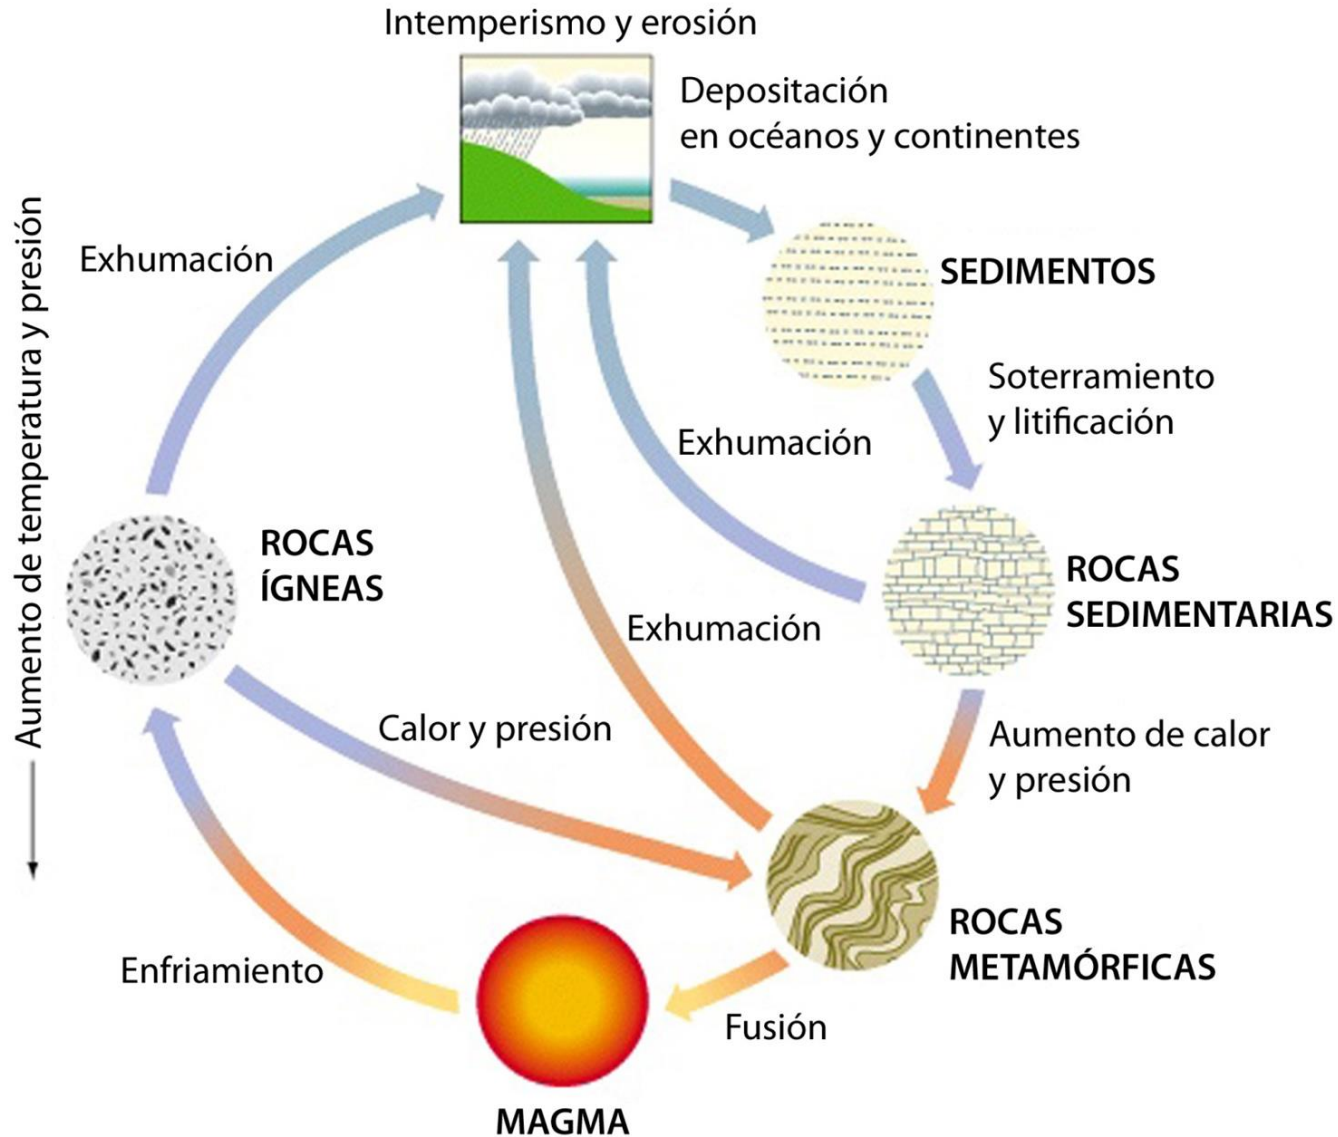 Intemperismo y erosión
Depositación
en océanos y continentes
SEDIMENTOS
Exhumación
Aumento de temperatura y presión
Soterramiento
y litificación
Exhumación
ROCAS
ÍGNEAS
ROCAS
SEDIMENTARIAS
Exhumación
Calor y presión
Aumento de calor
y presión
ROCAS
METAMÓRFICAS
Enfriamiento
Fusión
MAGMA